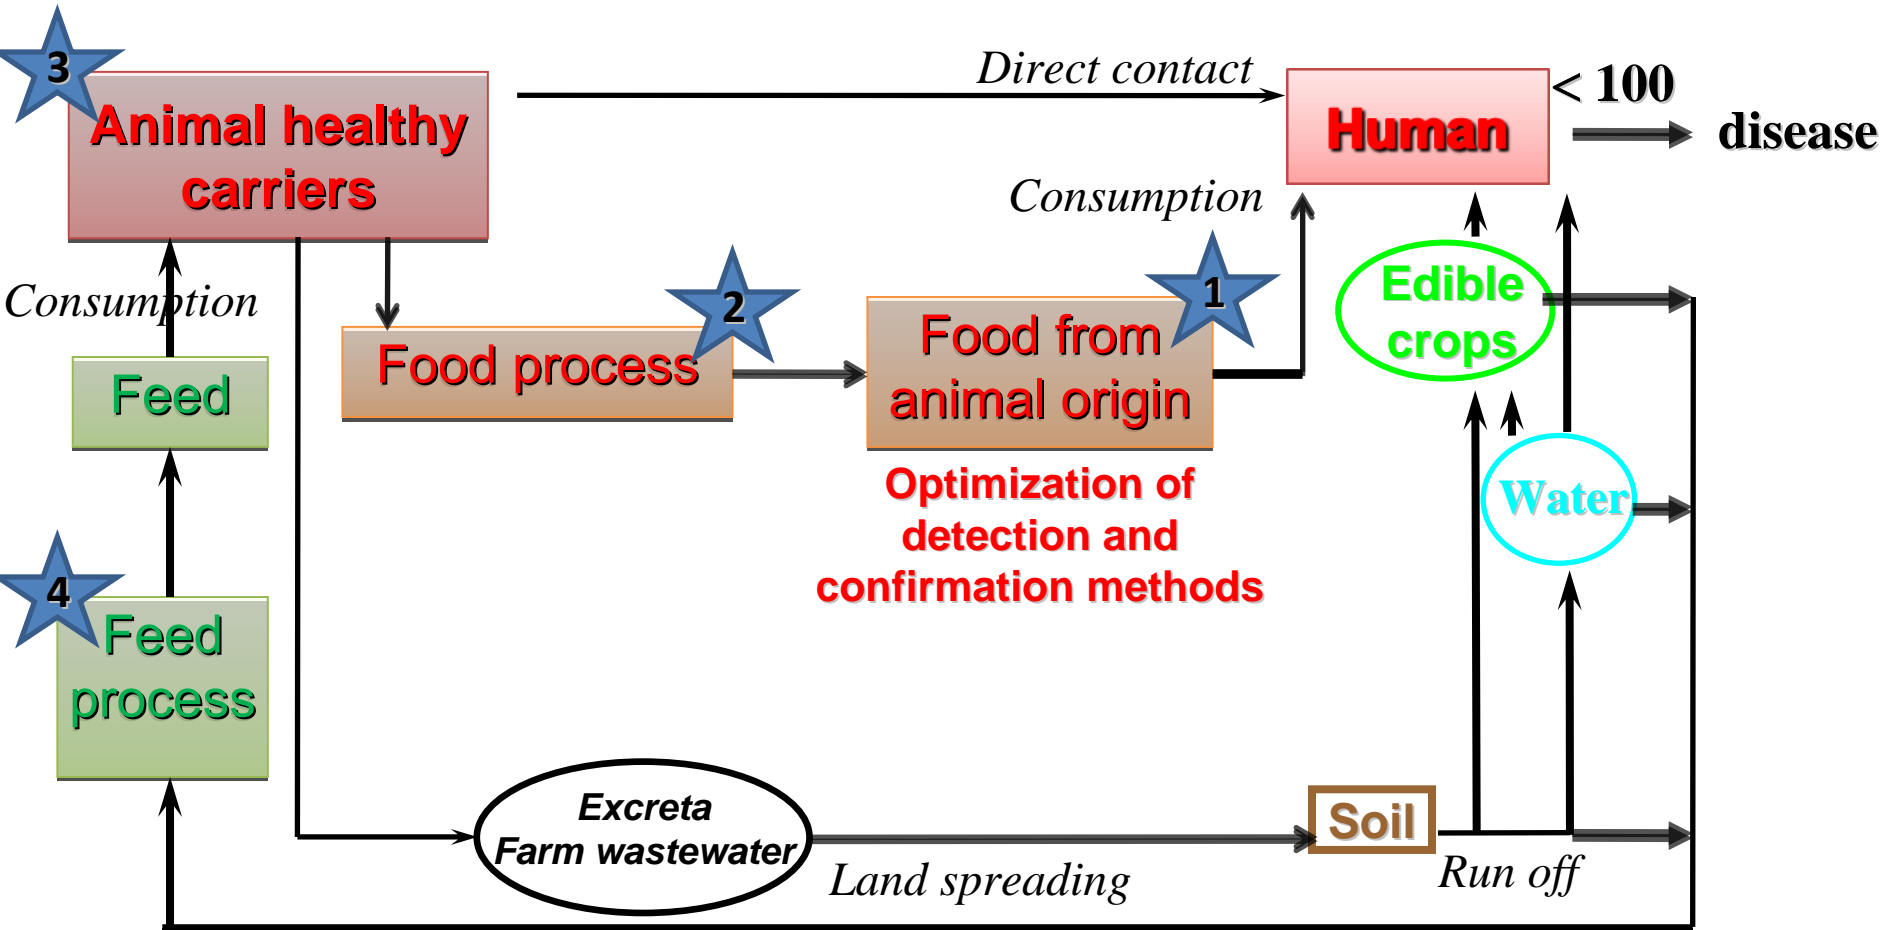 3
Animal healthy
carriers
Direct contact
Human
< 100
disease
Consumption
Consumption
Feed
2
Food process
1
Food from
animal origin
Optimization of
detection and
confirmation methods
Edible
crops
Water
4
Feed
process
Excreta
Farm wastewater
Land spreading
Soil
Run off